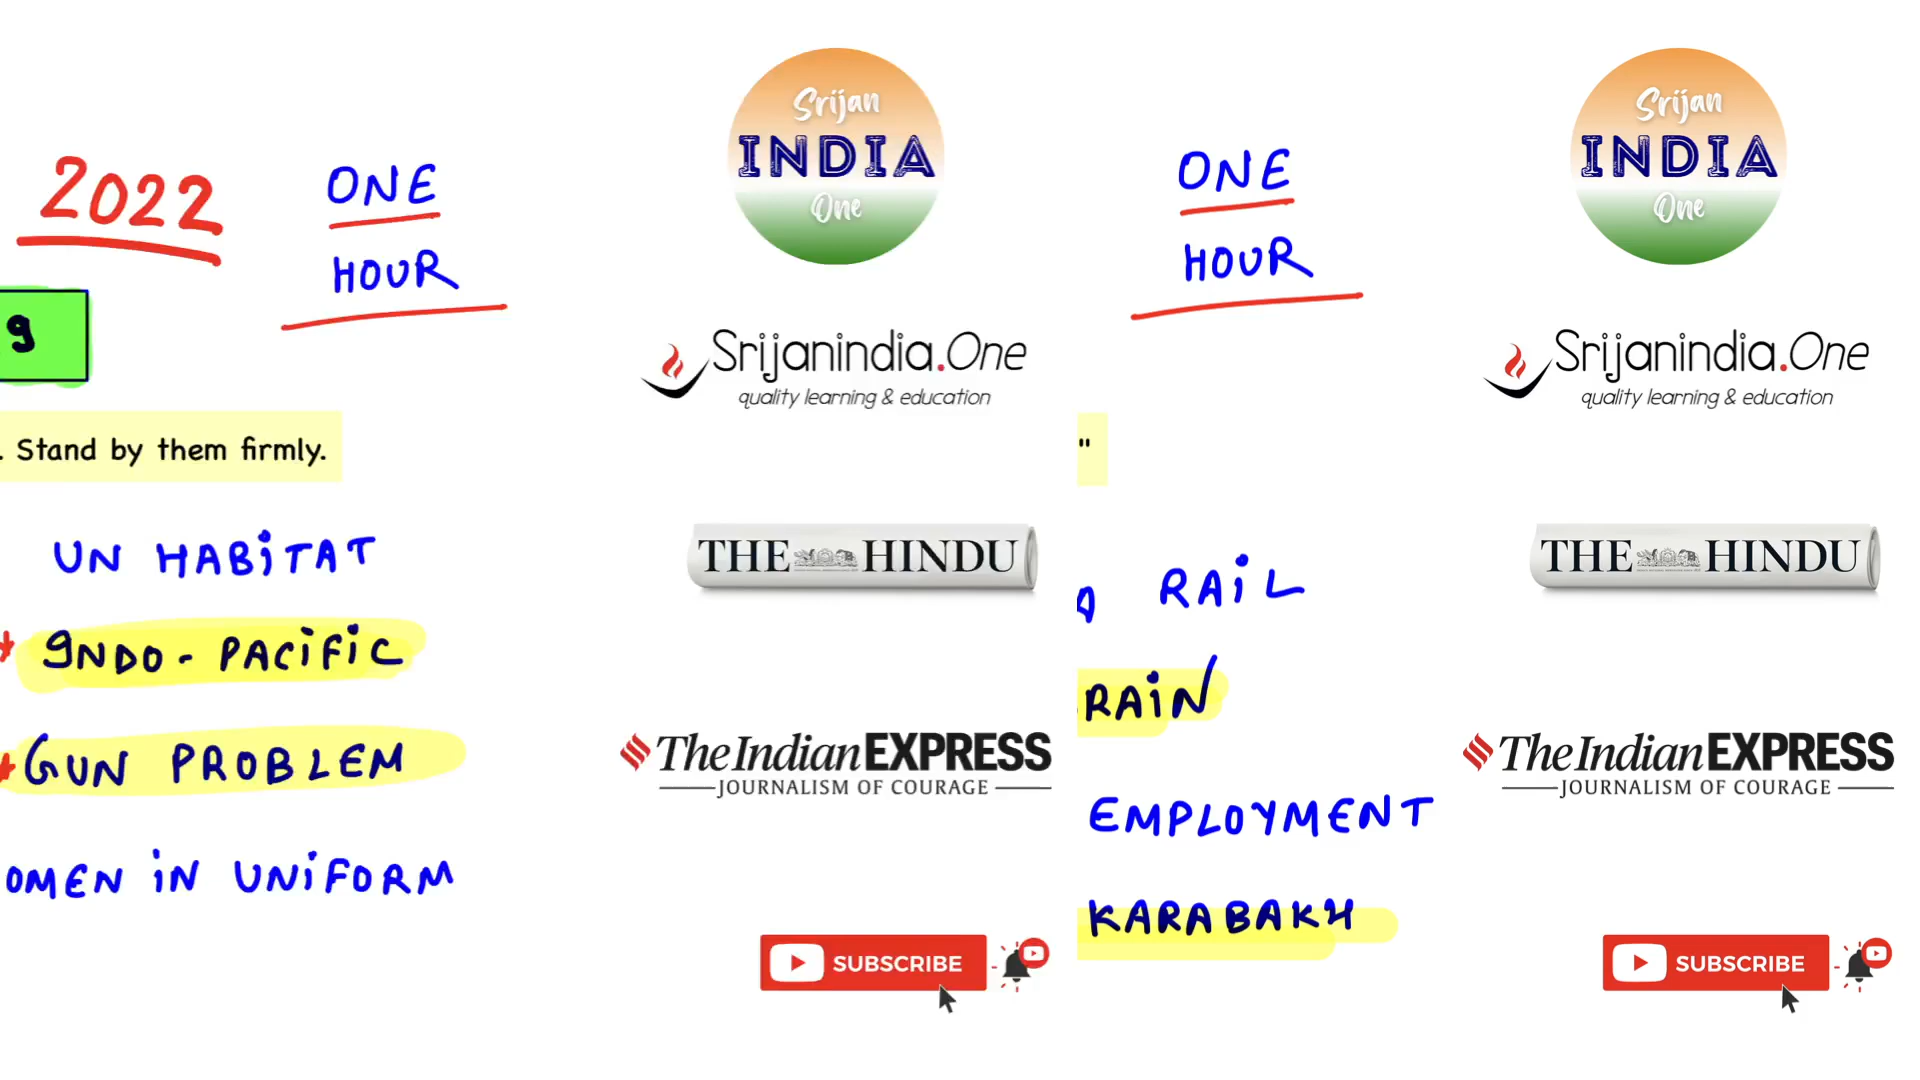 2022
ONE
HOUR
g
. Stand by them firmly.
UN HABITAT
INDO - PACIFIC
GUN PROBLEM
OMEN IN UNIFORM
Srijan
INDIA
One
Srijanindia.One
quality learning & education
THE HINDU
The Indian EXPRESS
JOURNALISM OF COURAGE
SUBSCRIBE
ONE
HOUR
"
RAIL
RAIN
EMPLOYMENT
KARABAKH
Srijan
INDIA
One
Srijanindia.One
quality learning & education
THE HINDU
The Indian EXPRESS
JOURNALISM OF COURAGE
SUBSCRIBE